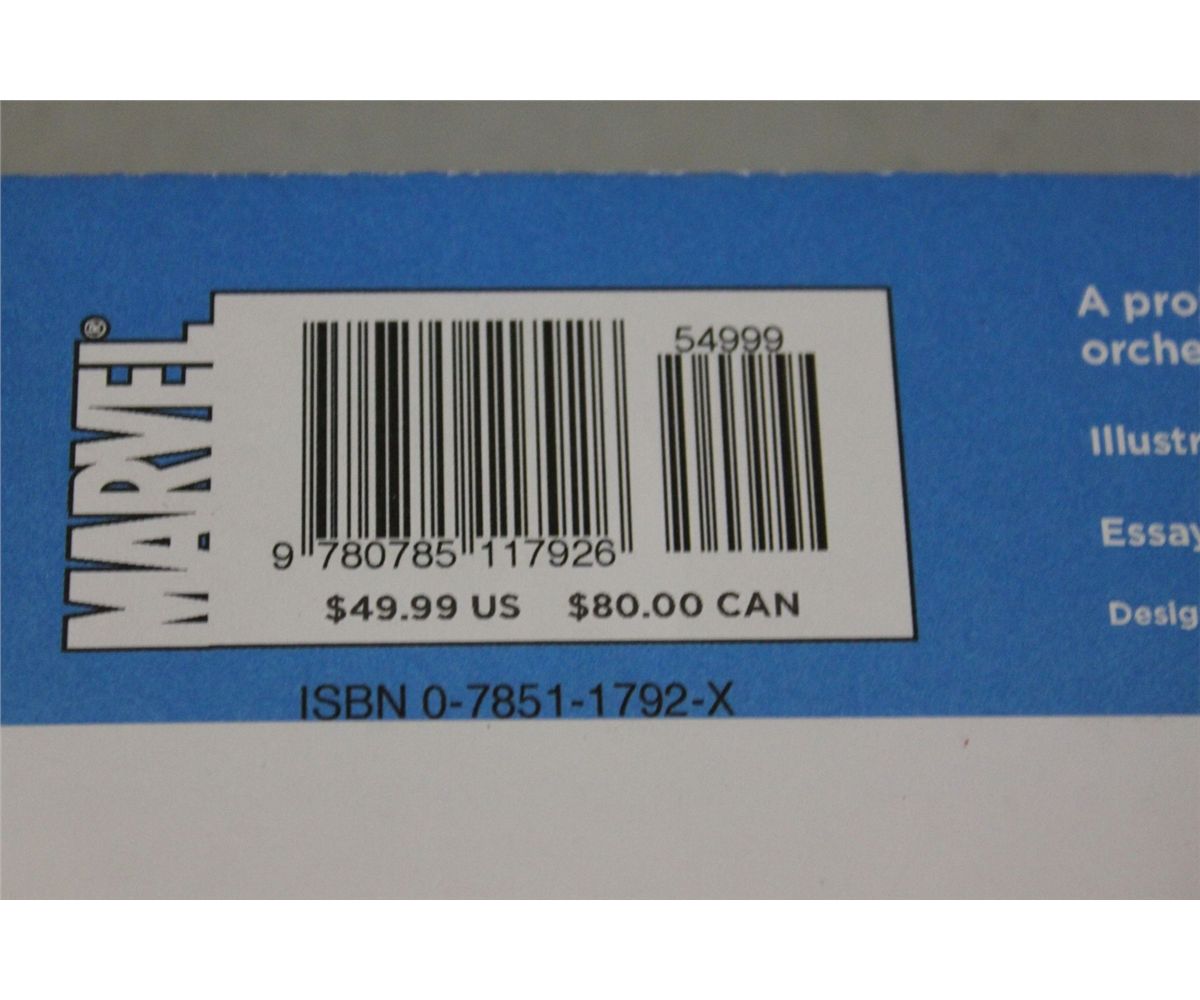 MARVEL®
54999
9 780785 117926
$49.99 US $80.00 CAN
ISBN 0-7851-1792-X
A pro
orche
Illustr
Essay
Desig